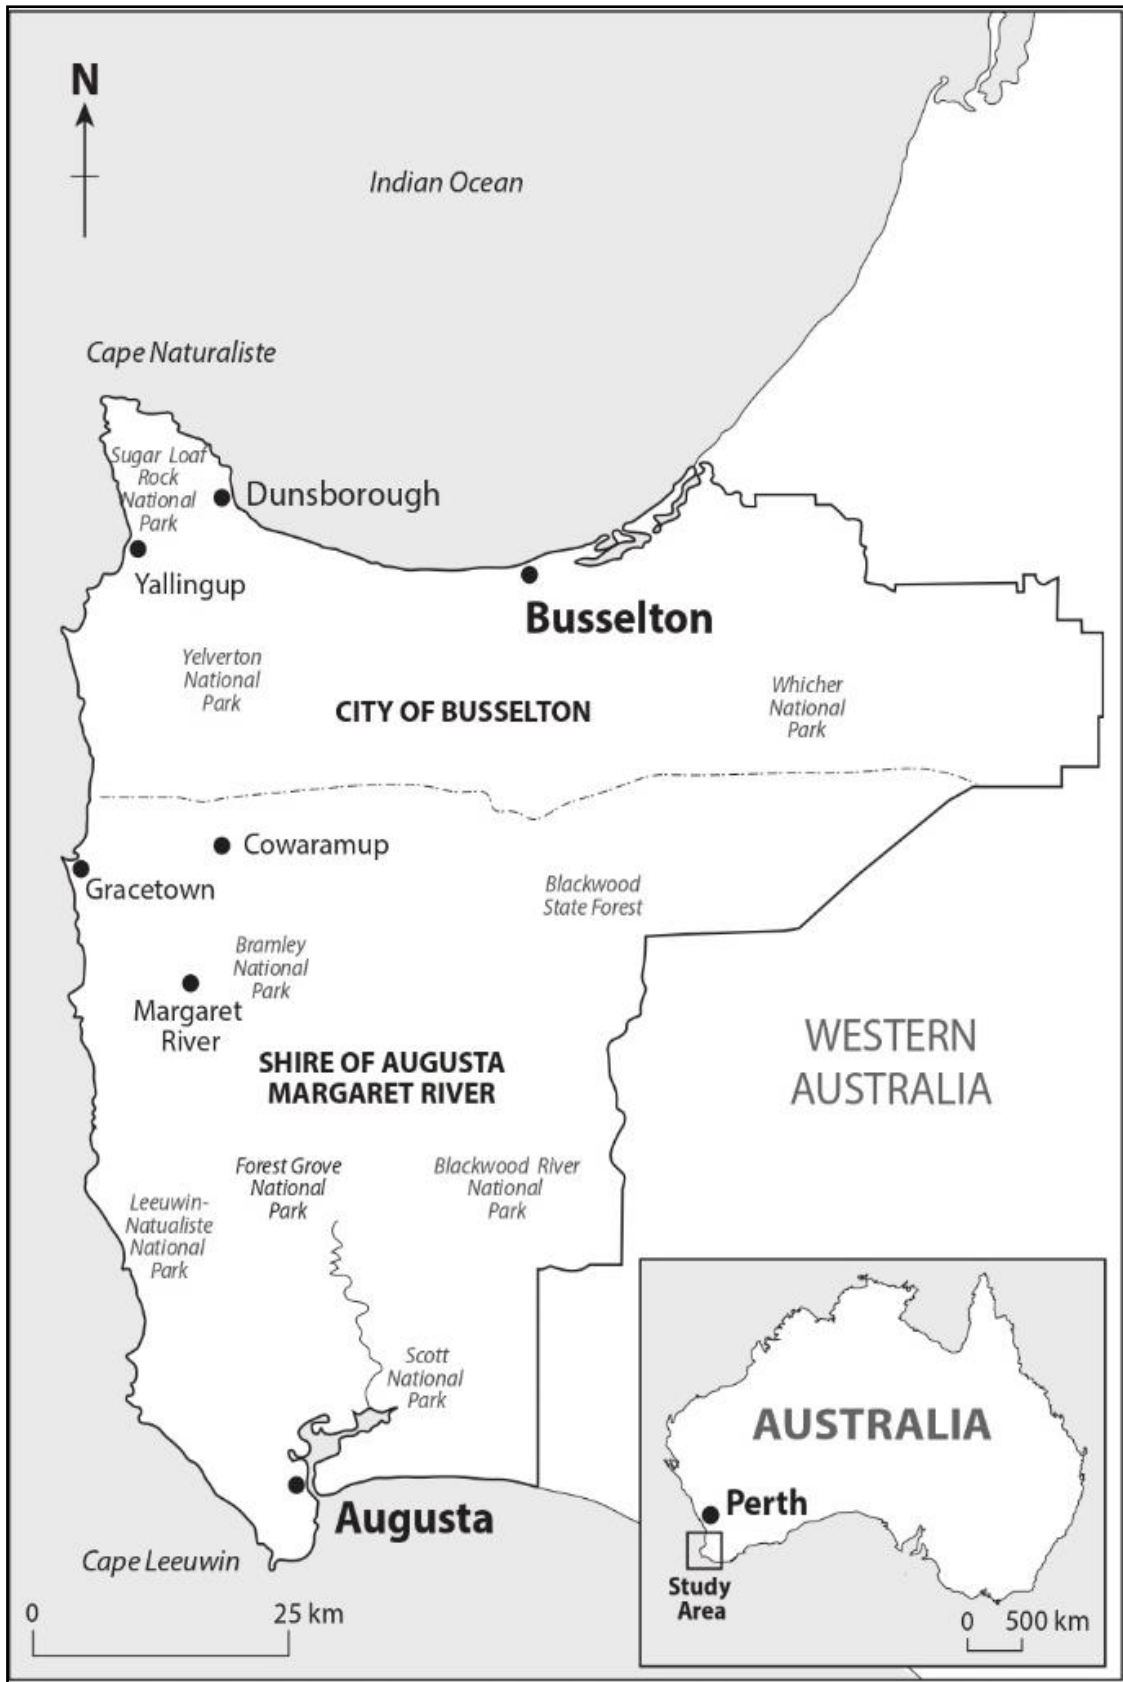 N
Indian Ocean
Cape Naturaliste
Sugar Loaf
Rock
National
Park
Dunsborough
Yallingup
Busselton
Yelverton
National
Park
Whicher
National
Park
CITY OF BUSSELTON
Cowaramup
Gracetown
Blackwood
State Forest
Bramley
National
Park
Margaret
River
WESTERN
AUSTRALIA
SHIRE OF AUGUSTA
MARGARET RIVER
Forest Grove
National
Park
Blackwood River
National
Park
Leeuwin-
Natualiste
National
Park
Scott
National
Park
AUSTRALIA
Perth
Augusta
Cape Leeuwin
Study
Area
0 25 km
0 500 km